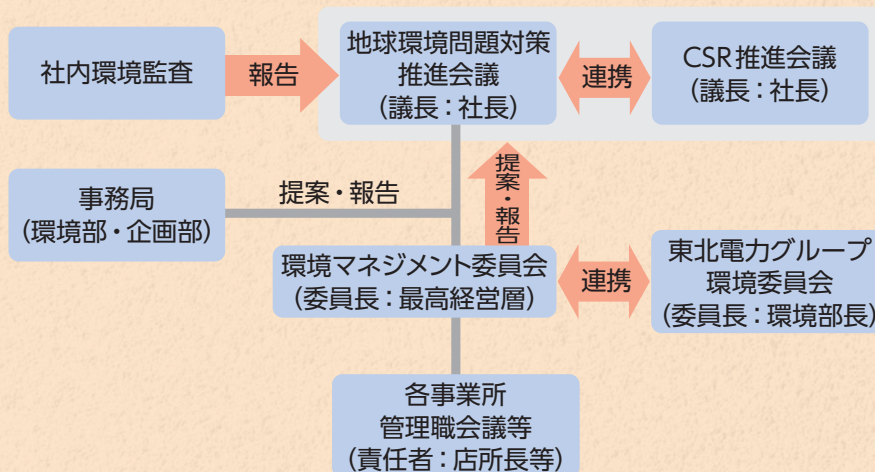 社内環境監査
報告
地球環境問題対策
推進会議
(議長：社長)
連携
CSR推進会議
(議長：社長)
事務局
(環境部・企画部)
提案・報告
提案・報告
環境マネジメント委員会
(委員長：最高経営層)
連携
東北電力グループ
環境委員会
(委員長：環境部長)
各事業所
管理職会議等
(責任者：店所長等)